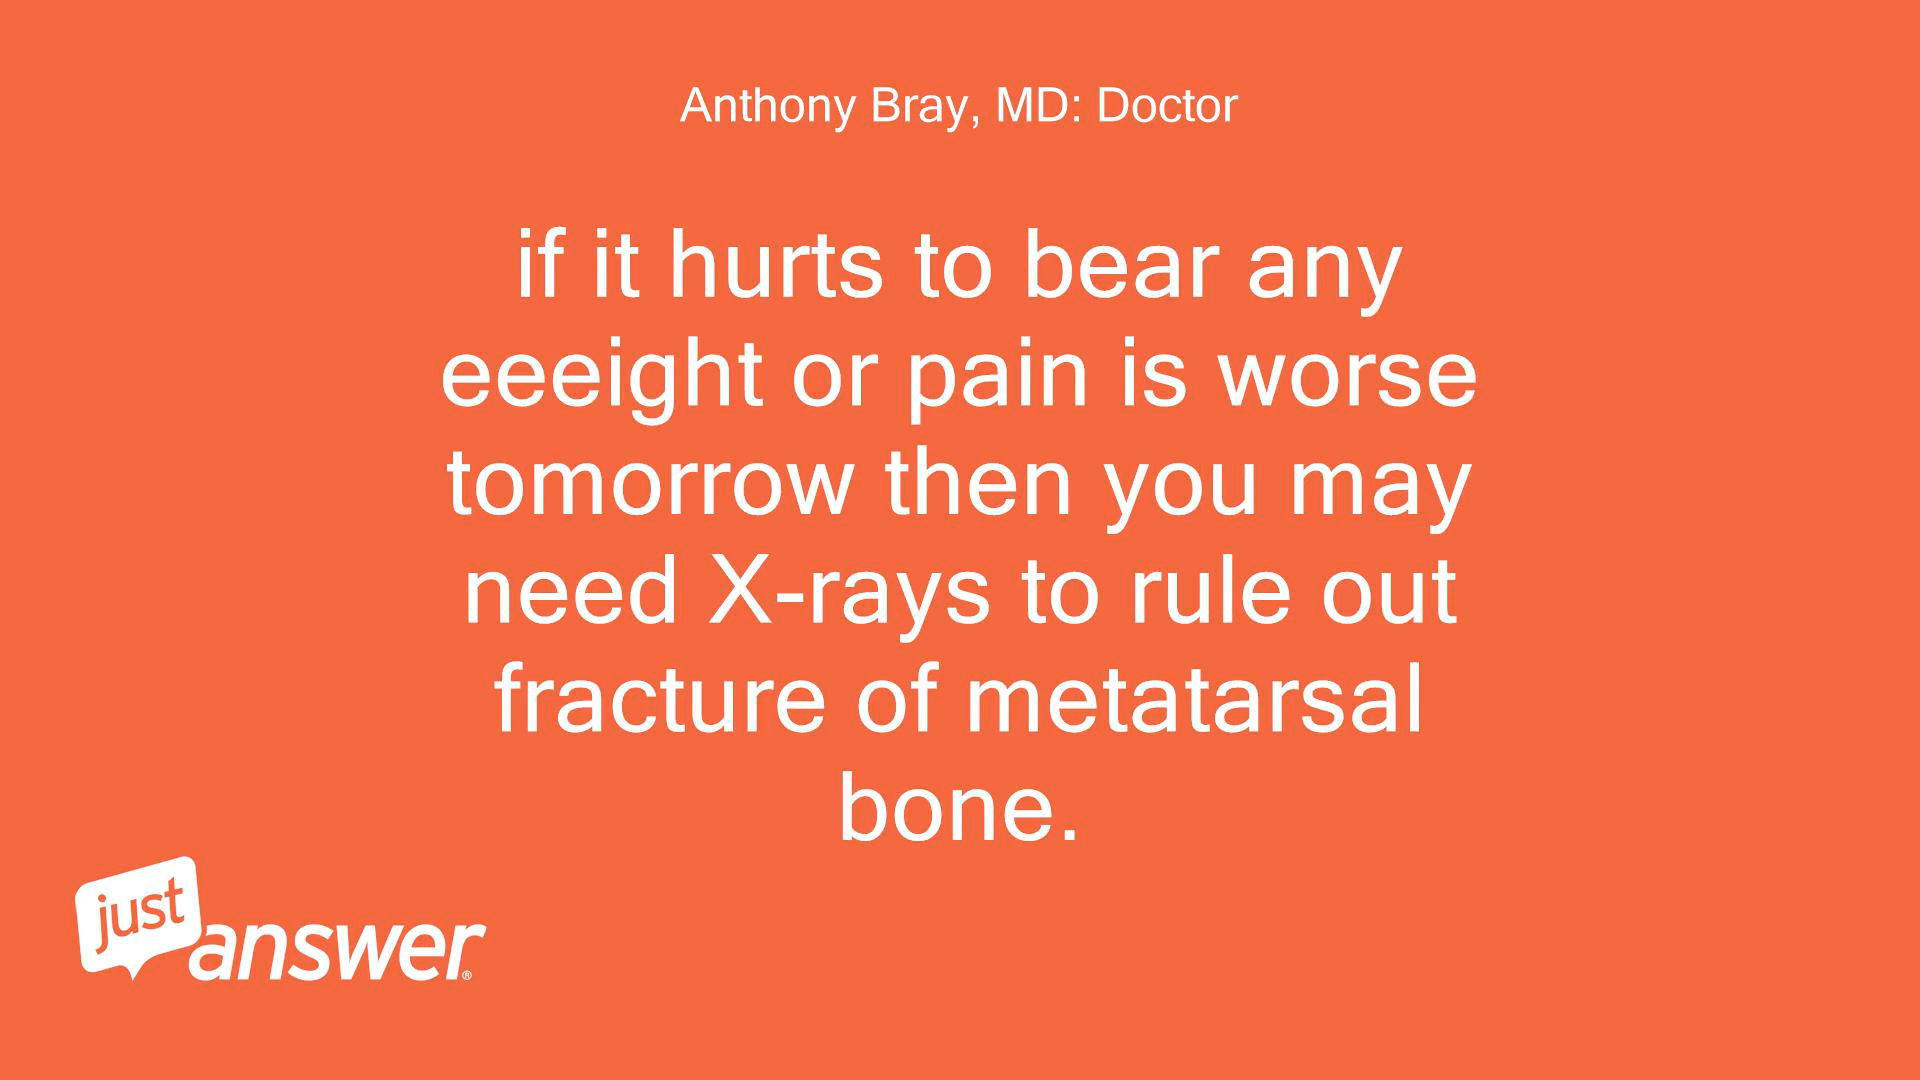 Anthony Bray, MD: Doctor
if it hurts to bear any
eeeight or pain is worse
tomorrow then you may
need X-rays to rule out
fracture of metatarsal
bone.
just
answer®